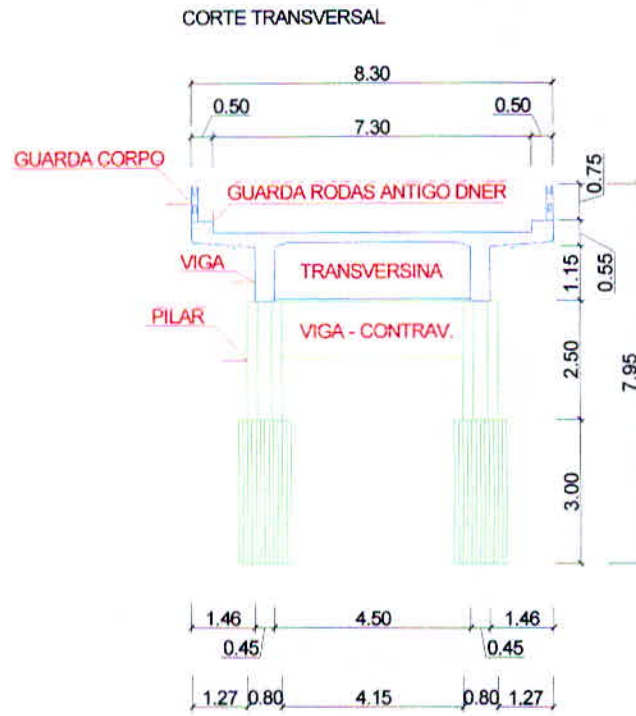 CORTE TRANSVERSAL
8.30
0.50 0.50
7.30
GUARDA CORPO
GUARDA RODAS ANTIGO DNER
0.75
0.55
VIGA
TRANSVERSINA
1.15
PILAR
VIGA - CONTRAV.
2.50
7.95
3.00
1.46 4.50 1.46
0.45 0.45
1.27 0.80 4.15 0.80 1.27